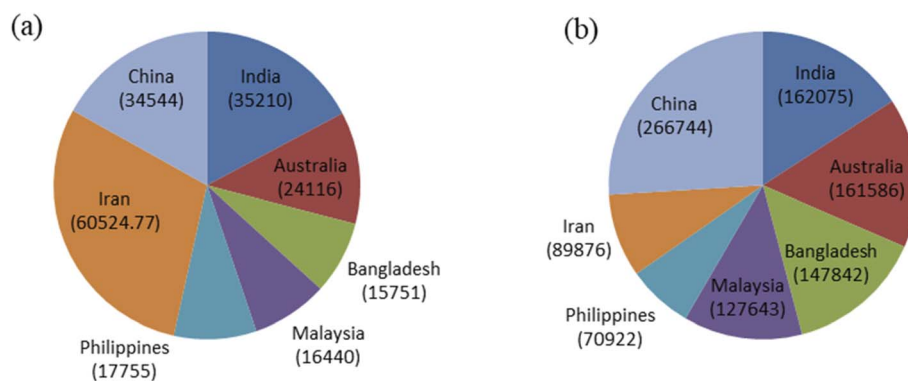 (a)
China
(34544)
India
(35210)
Australia
(24116)
Iran
(60524.77)
Bangladesh
(15751)
Malaysia
(16440)
Philippines
(17755)
(b)
India
(162075)
China
(266744)
Australia
(161586)
Iran
(89876)
Bangladesh
(147842)
Malaysia
(127643)
Philippines
(70922)